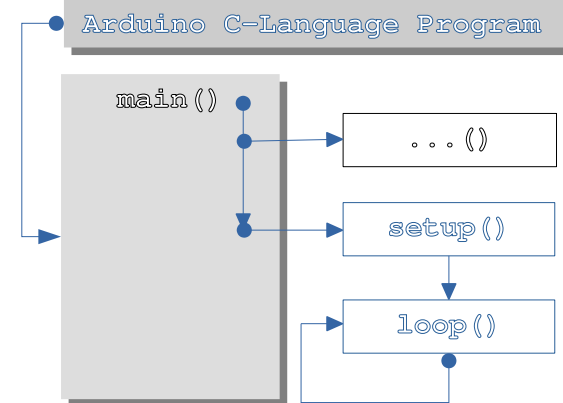 Arduino C-Language Program
main()
...()
setup()
loop()